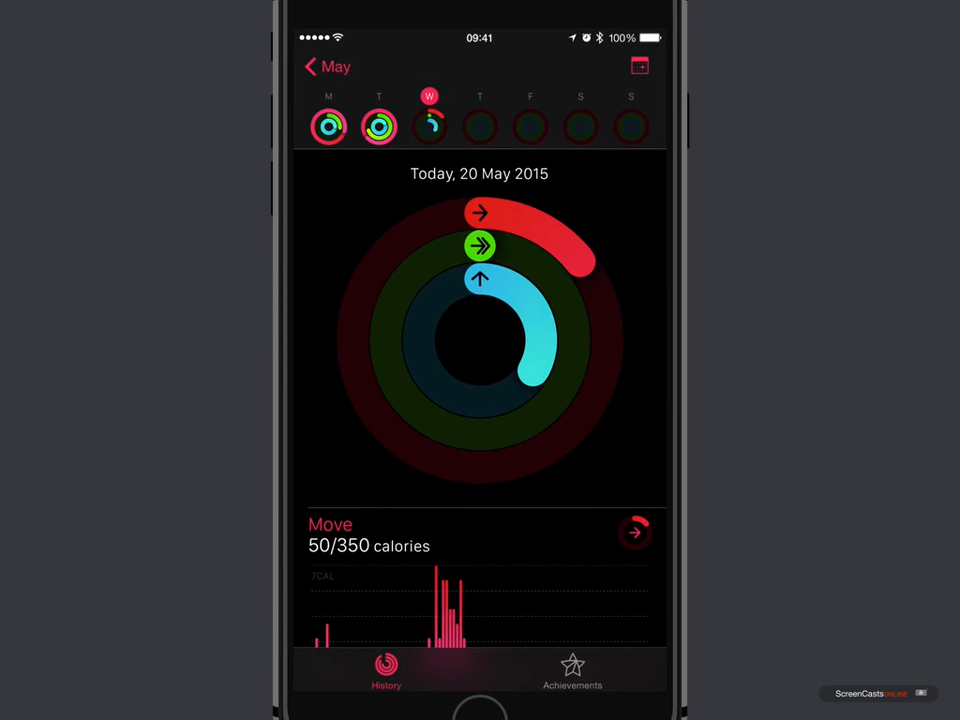 09:41
100%
May
M T W T F S S
Today, 20 May 2015
Move
50/350 calories
7CAL
History
Achievements
ScreenCastsONLINE